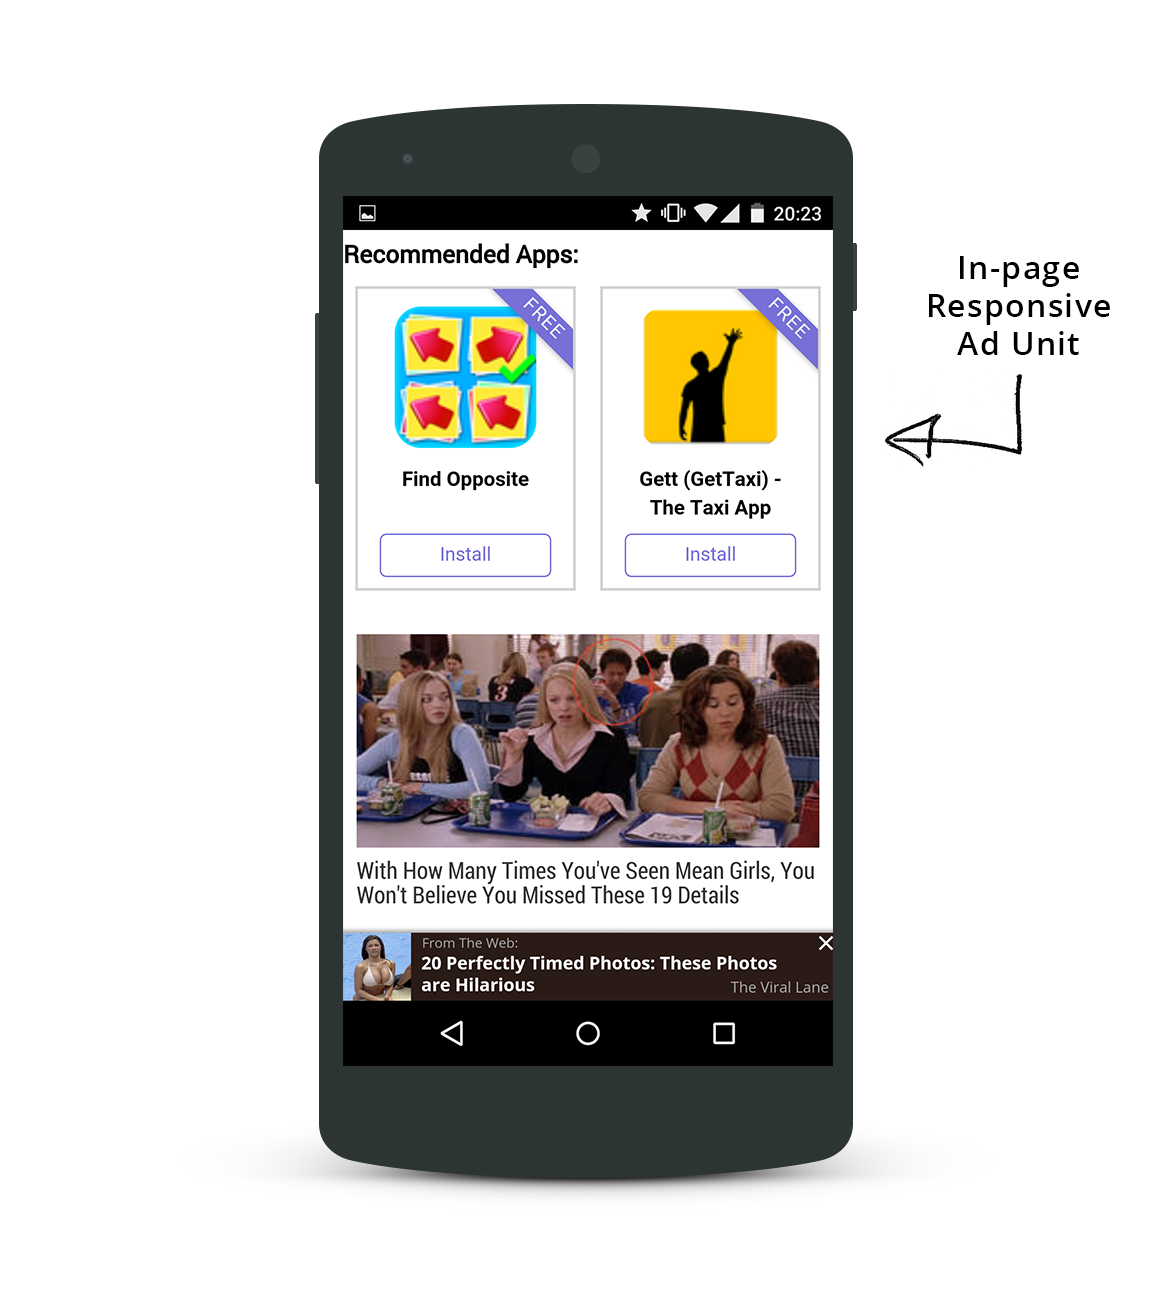 20:23
Recommended Apps:
FREE
FREE
Find Opposite
Gett (GetTaxi) -
The Taxi App
Install
Install
3
With How Many Times You've Seen Mean Girls, You
Won't Believe You Missed These 19 Details
From The Web:
20 Perfectly Timed Photos: These Photos
are Hilarious
The Viral Lane
In-page
Responsive
Ad Unit